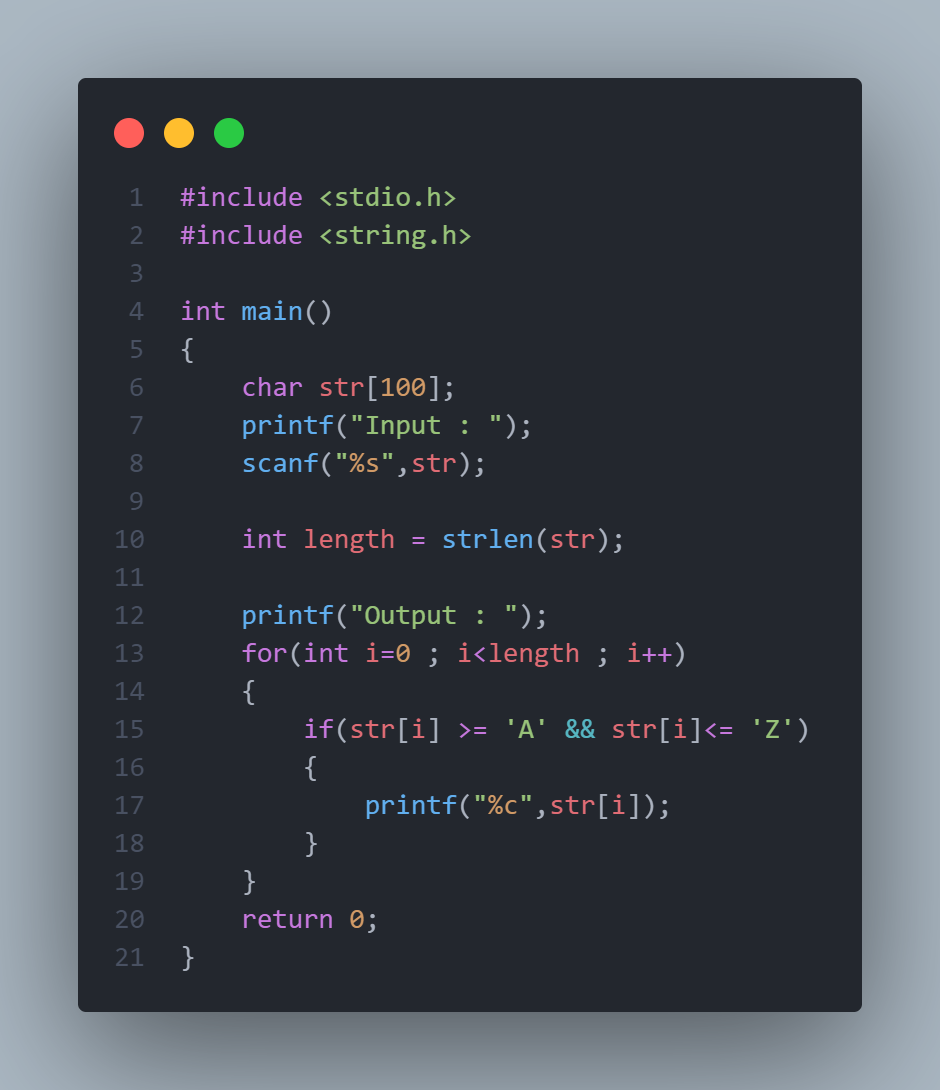 1 #include <stdio.h>
2 #include <string.h>
3
4 int main()
5 {
6     char str[100];
7     printf("Input : ");
8     scanf("%s",str);
9
10     int length = strlen(str);
11
12     printf("Output : ");
13     for(int i=0 ; i<length ; i++)
14     {
15         if(str[i] >= 'A' && str[i]<= 'Z')
16         {
17             printf("%c",str[i]);
18         }
19     }
20     return 0;
21 }